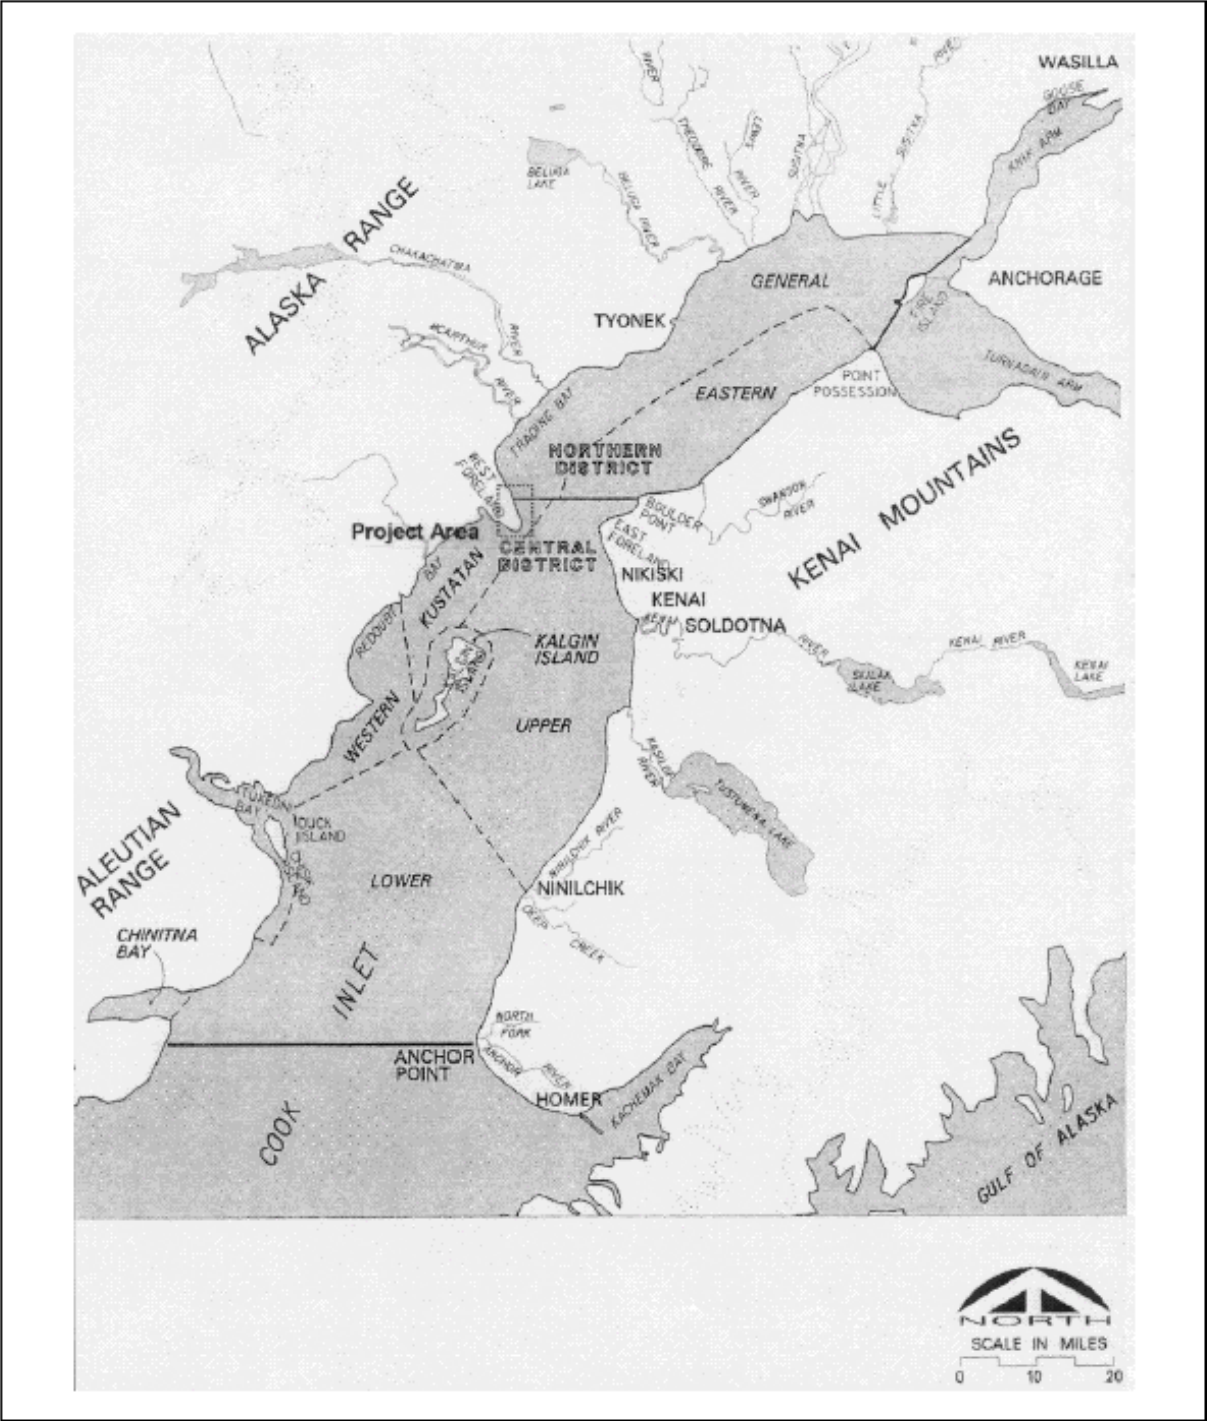 WASILLA
GOOSE
BAY
KNIK ARM
RIVER
RIVER
THEODORE
RIVER
LEWIS
RIVER
SUSITNA
LITTLE
SUSITNA
BELUGA
LAKE
BELUGA RIVER
ALASKA RANGE
CHAKACHATNA
RIVER
MCARTHUR
RIVER
GENERAL
ANCHORAGE
FIRE
ISLAND
TYONEK
TURNAGAIN ARM
POINT
POSSESSION
EASTERN
TRADING BAY
NORTHERN
DISTRICT
WEST
FORELAND
BOULDER
POINT
SWANSON
RIVER
KENAI MOUNTAINS
Project Area
EAST
FORELAND
CENTRAL
DISTRICT
NIKISKI
KENAI
SOLDOTNA
REDOUBT
BAY
KUSTATAN
KALGIN
ISLAND
KALGIN
ISLAND
RIVER
KENAI RIVER
KENAI
LAKE
SKILAK
LAKE
UPPER
WESTERN
KASILOF
RIVER
TUSTUMENA LAKE
TUXEDNI
BAY
DUCK
ISLAND
ALEUTIAN
RANGE
NINILCHIK RIVER
LOWER
NINILCHIK
DEEP
CREEK
CHINITNA
BAY
INLET
NORTH
FORK
ANCHOR
RIVER
ANCHOR
POINT
HOMER
KACHEMAK BAY
COOK
GULF OF ALASKA
NORTH
SCALE IN MILES
0 10 20